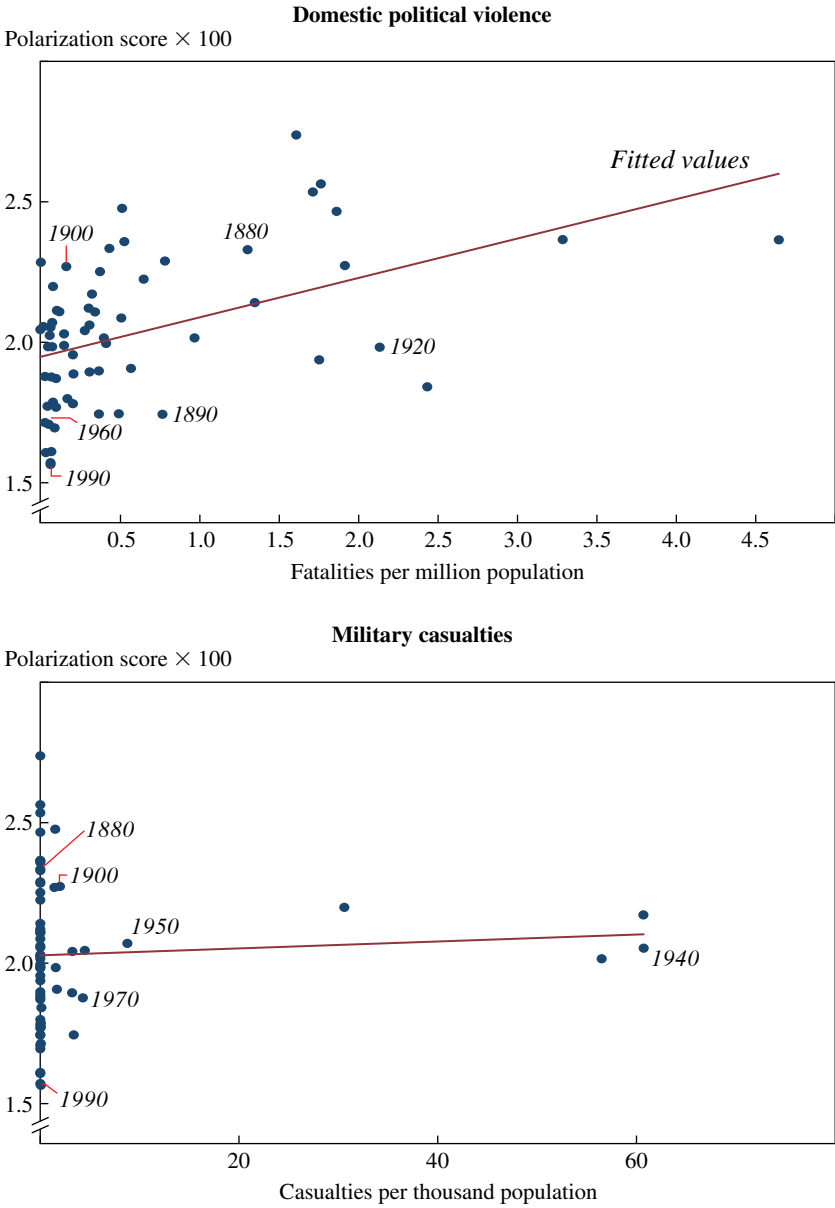 Domestic political violence
Polarization score × 100
Fitted values
1900
1880
2.5
2.0
1920
1890
1960
1990
1.5
0.5 1.0 1.5 2.0 2.5 3.0 3.5 4.0 4.5
Fatalities per million population
Military casualties
Polarization score × 100
2.5
1880
1900
1950
2.0
1940
1970
1990
1.5
20 40 60
Casualties per thousand population